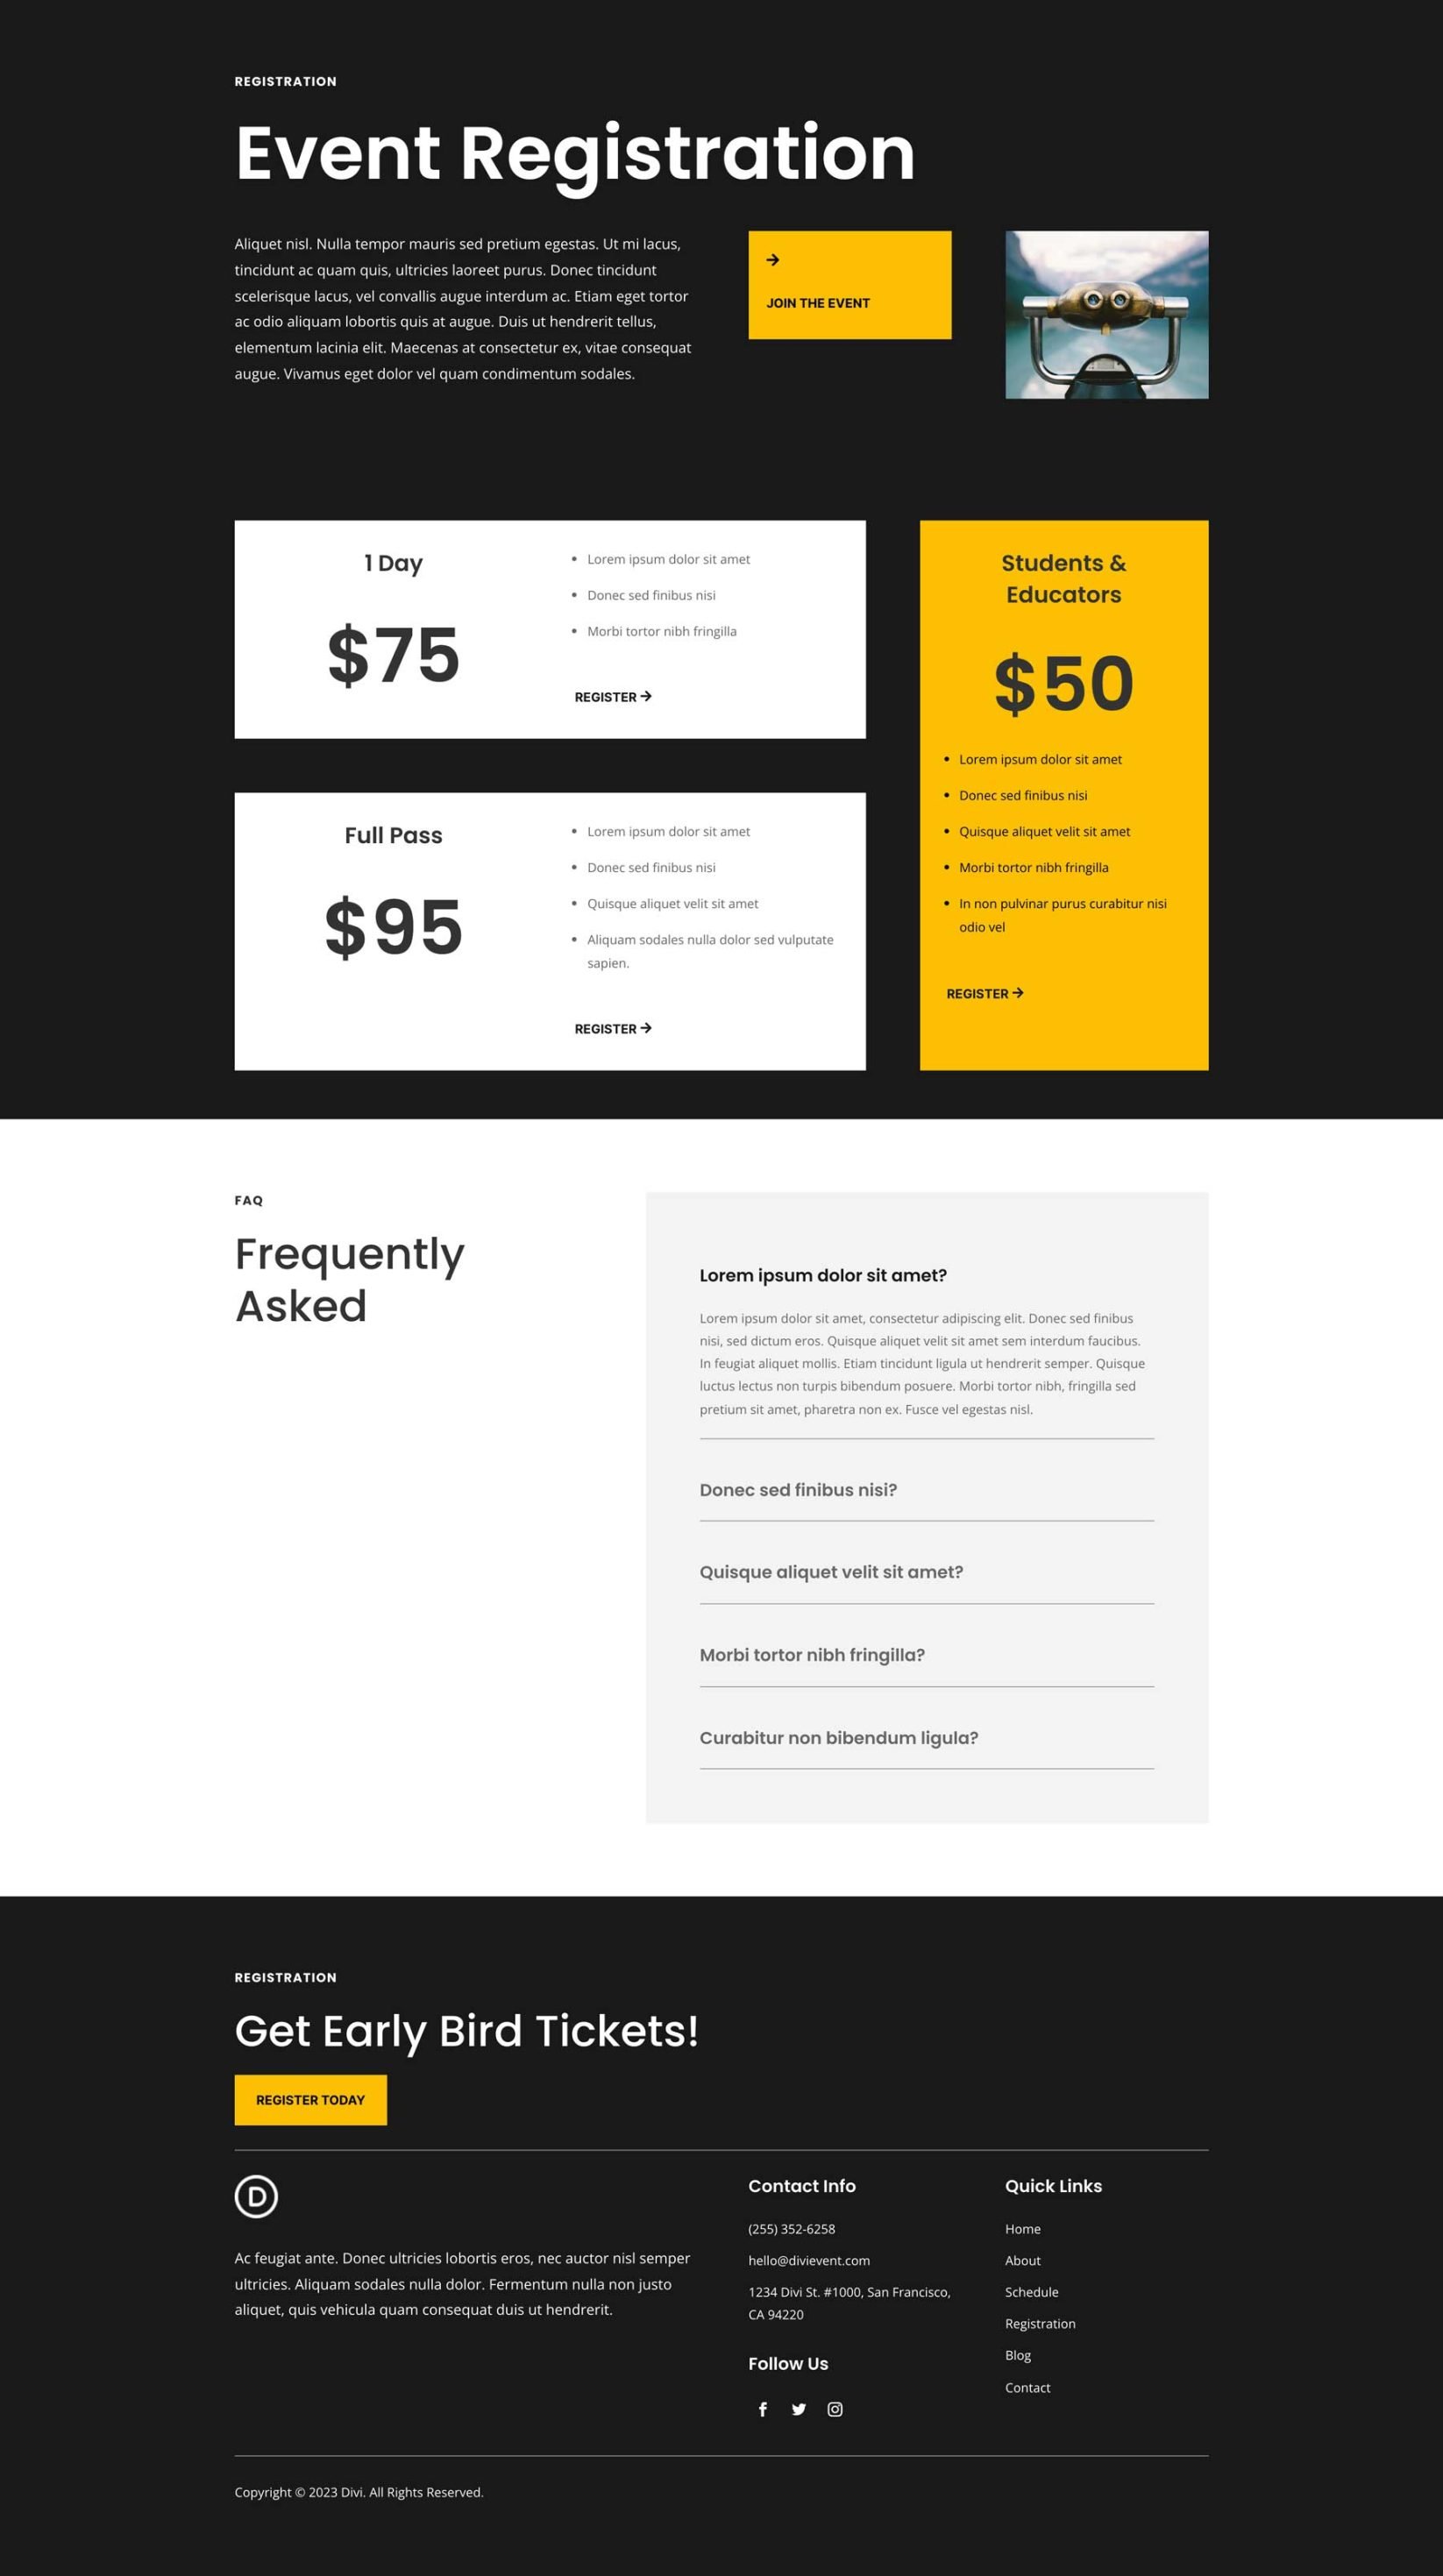 REGISTRATION
Event Registration
Aliquet nisl. Nulla tempor mauris sed pretium egestas. Ut mi lacus,
tincidunt ac quam quis, ultricies laoreet purus. Donec tincidunt
scelerisque lacus, vel convallis augue interdum ac. Etiam eget tortor
ac odio aliquam lobortis quis at augue. Duis ut hendrerit tellus,
elementum lacinia elit. Maecenas at consectetur ex, vitae consequat
augue. Vivamus eget dolor vel quam condimentum sodales.
JOIN THE EVENT
1 Day
$75
Lorem ipsum dolor sit amet
Donec sed finibus nisi
Morbi tortor nibh fringilla
REGISTER
Full Pass
$95
Lorem ipsum dolor sit amet
Donec sed finibus nisi
Quisque aliquet velit sit amet
Aliquam sodales nulla dolor sed vulputate
sapien.
REGISTER
Students &
Educators
$50
Lorem ipsum dolor sit amet
Donec sed finibus nisi
Quisque aliquet velit sit amet
Morbi tortor nibh fringilla
In non pulvinar purus curabitur nisi
odio vel
REGISTER
FAQ
Frequently
Asked
Lorem ipsum dolor sit amet?
Lorem ipsum dolor sit amet, consectetur adipiscing elit. Donec sed finibus
nisi, sed dictum eros. Quisque aliquet velit sit amet sem interdum faucibus.
In feugiat aliquet mollis. Etiam tincidunt ligula ut hendrerit semper. Quisque
luctus lectus non turpis bibendum posuere. Morbi tortor nibh, fringilla sed
pretium sit amet, pharetra non ex. Fusce vel egestas nisl.
Donec sed finibus nisi?
Quisque aliquet velit sit amet?
Morbi tortor nibh fringilla?
Curabitur non bibendum ligula?
REGISTRATION
Get Early Bird Tickets!
REGISTER TODAY
D
Ac feugiat ante. Donec ultricies lobortis eros, nec auctor nisl semper
ultricies. Aliquam sodales nulla dolor. Fermentum nulla non justo
aliquet, quis vehicula quam consequat duis ut hendrerit.
Contact Info
(255) 352-6258
hello@divievent.com
1234 Divi St. #1000, San Francisco,
CA 94220
Follow Us
Quick Links
Home
About
Schedule
Registration
Blog
Contact
Copyright © 2023 Divi. All Rights Reserved.